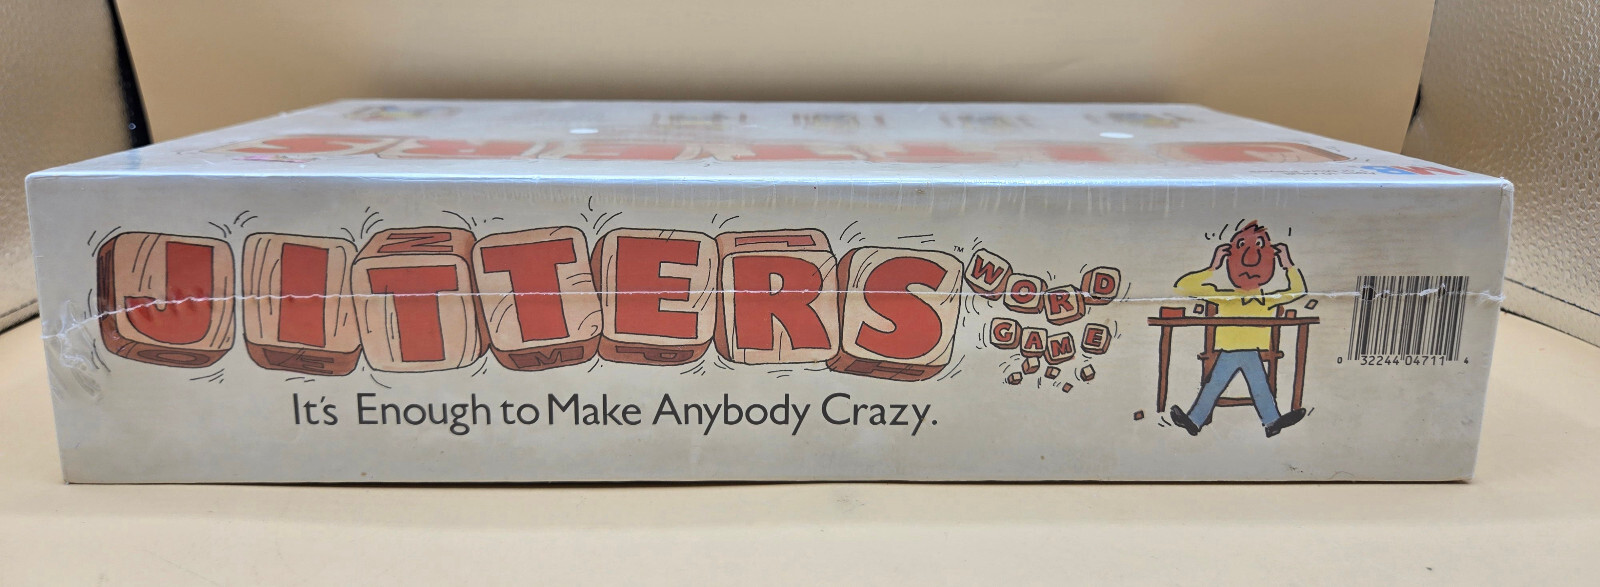 JITTERS™
WORD
GAME
It's Enough to Make Anybody Crazy.
0 32244 04711 4